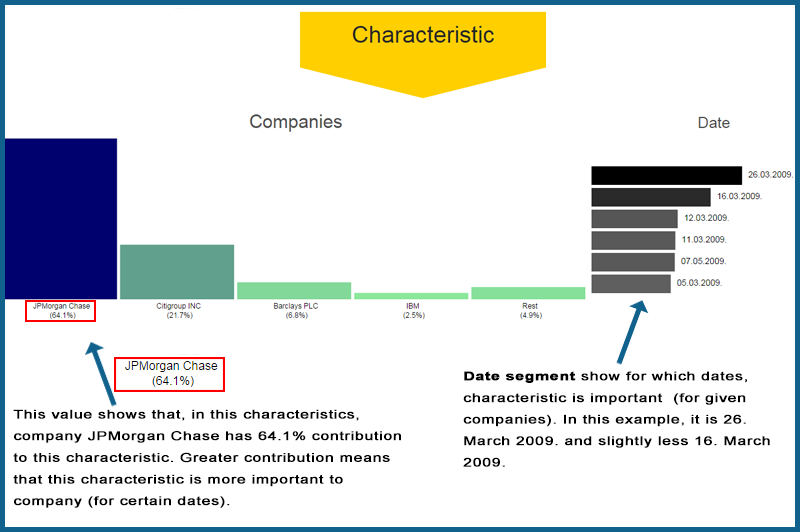 Characteristic
Companies
Date
26.03.2009.
16.03.2009.
12.03.2009.
11.03.2009.
07.05.2009.
05.03.2009.
JPMorgan Chase
(64.1%)
Citigroup INC
(21.7%)
Barclays PLC
(6.8%)
IBM
(2.5%)
Rest
(4.9%)
JPMorgan Chase
(64.1%)
This value shows that, in this characteristics,
company JPMorgan Chase has 64.1% contribution
to this characteristic. Greater contribution means
that this characteristic is more important to
company (for certain dates).
Date segment show for which dates,
characteristic is important (for given
companies). In this example, it is 26.
March 2009. and slightly less 16. March
2009.